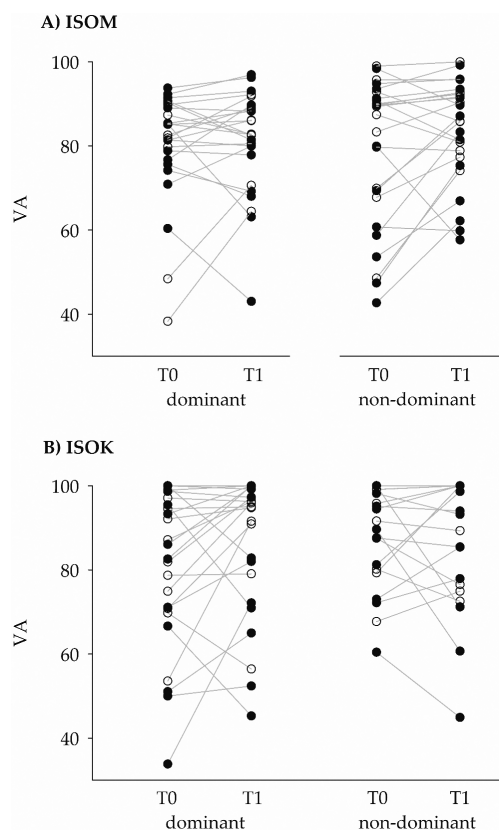 A) ISOM
100
80
60
40
VA
T0 T1 T0 T1
dominant non-dominant
B) ISOK
100
80
60
40
VA
T0 T1 T0 T1
dominant non-dominant